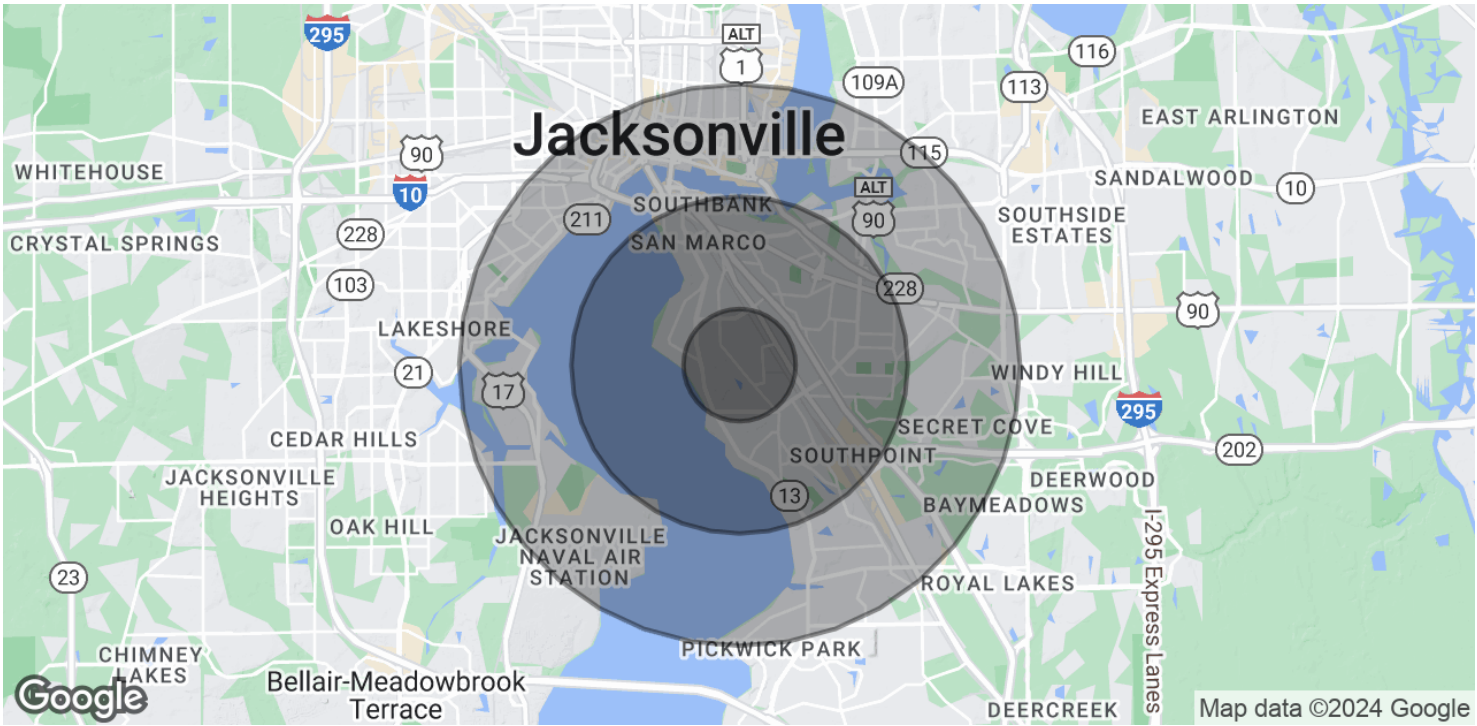 295
ALT
1
116
109A
113
EAST ARLINGTON
Jacksonville
90
115
WHITEHOUSE
10
ALT
90
SANDALWOOD
10
SOUTHBANK
211
SOUTHSIDE
ESTATES
228
CRYSTAL SPRINGS
SAN MARCO
103
228
90
LAKESHORE
21
17
WINDY HILL
295
SECRET COVE
CEDAR HILLS
202
SOUTHPOINT
JACKSONVILLE
HEIGHTS
DEERWOOD
13
BAYMEADOWS
OAK HILL
JACKSONVILLE
NAVAL AIR
STATION
I-295 Express Lanes
23
ROYAL LAKES
PICKWICK PARK
CHIMNEY
LAKES
Bellair-Meadowbrook
Terrace
Google
DEERCREEK
Map data ©2024 Google